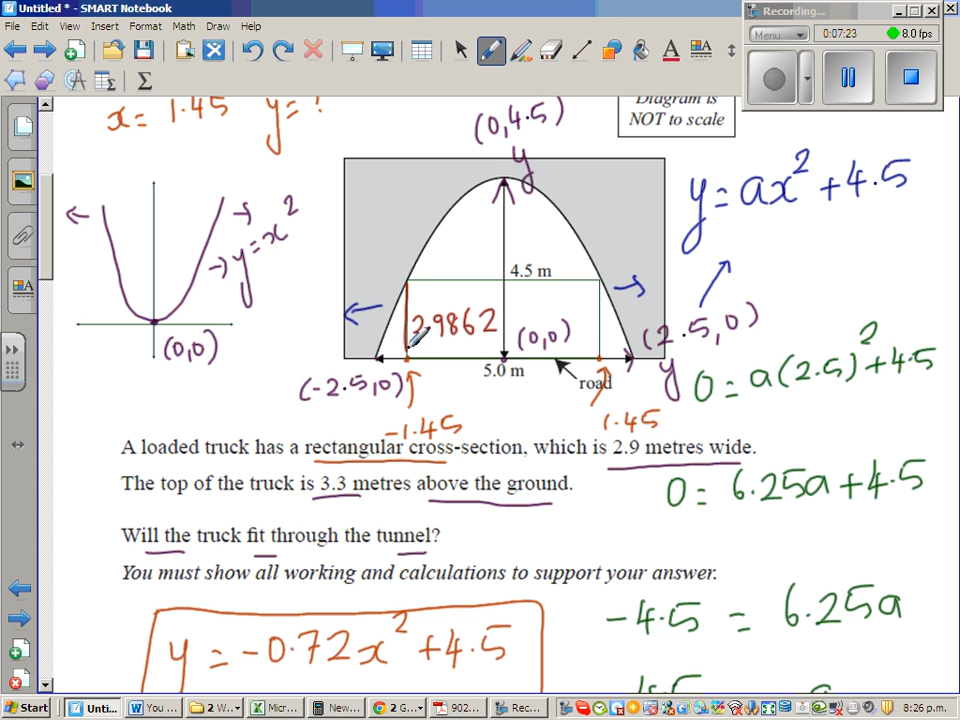 Untitled * - SMART Notebook
File Edit View Insert Format Math Draw Help
Recording...
Menu
0:07:23
8.0 fps
x = 1.45 y = ?
Diagram is
NOT to scale
(0,4.5)
y
y = ax² + 4.5
y = x²
(0,0)
4.5 m
2.9862
(0,0)
(2.5,0)
(-2.5,0)
5.0 m
road
y
0 = a(2.5)² + 4.5
-1.45
1.45
A loaded truck has a rectangular cross-section, which is 2.9 metres wide.
The top of the truck is 3.3 metres above the ground.
0 = 6.25a + 4.5
Will the truck fit through the tunnel?
You must show all working and calculations to support your answer.
-4.5 = 6.25a
y = -0.72x² + 4.5
Start
Unti...
You ...
2 W...
Micr...
New...
2 G...
902...
Rec...
8:26 p.m.